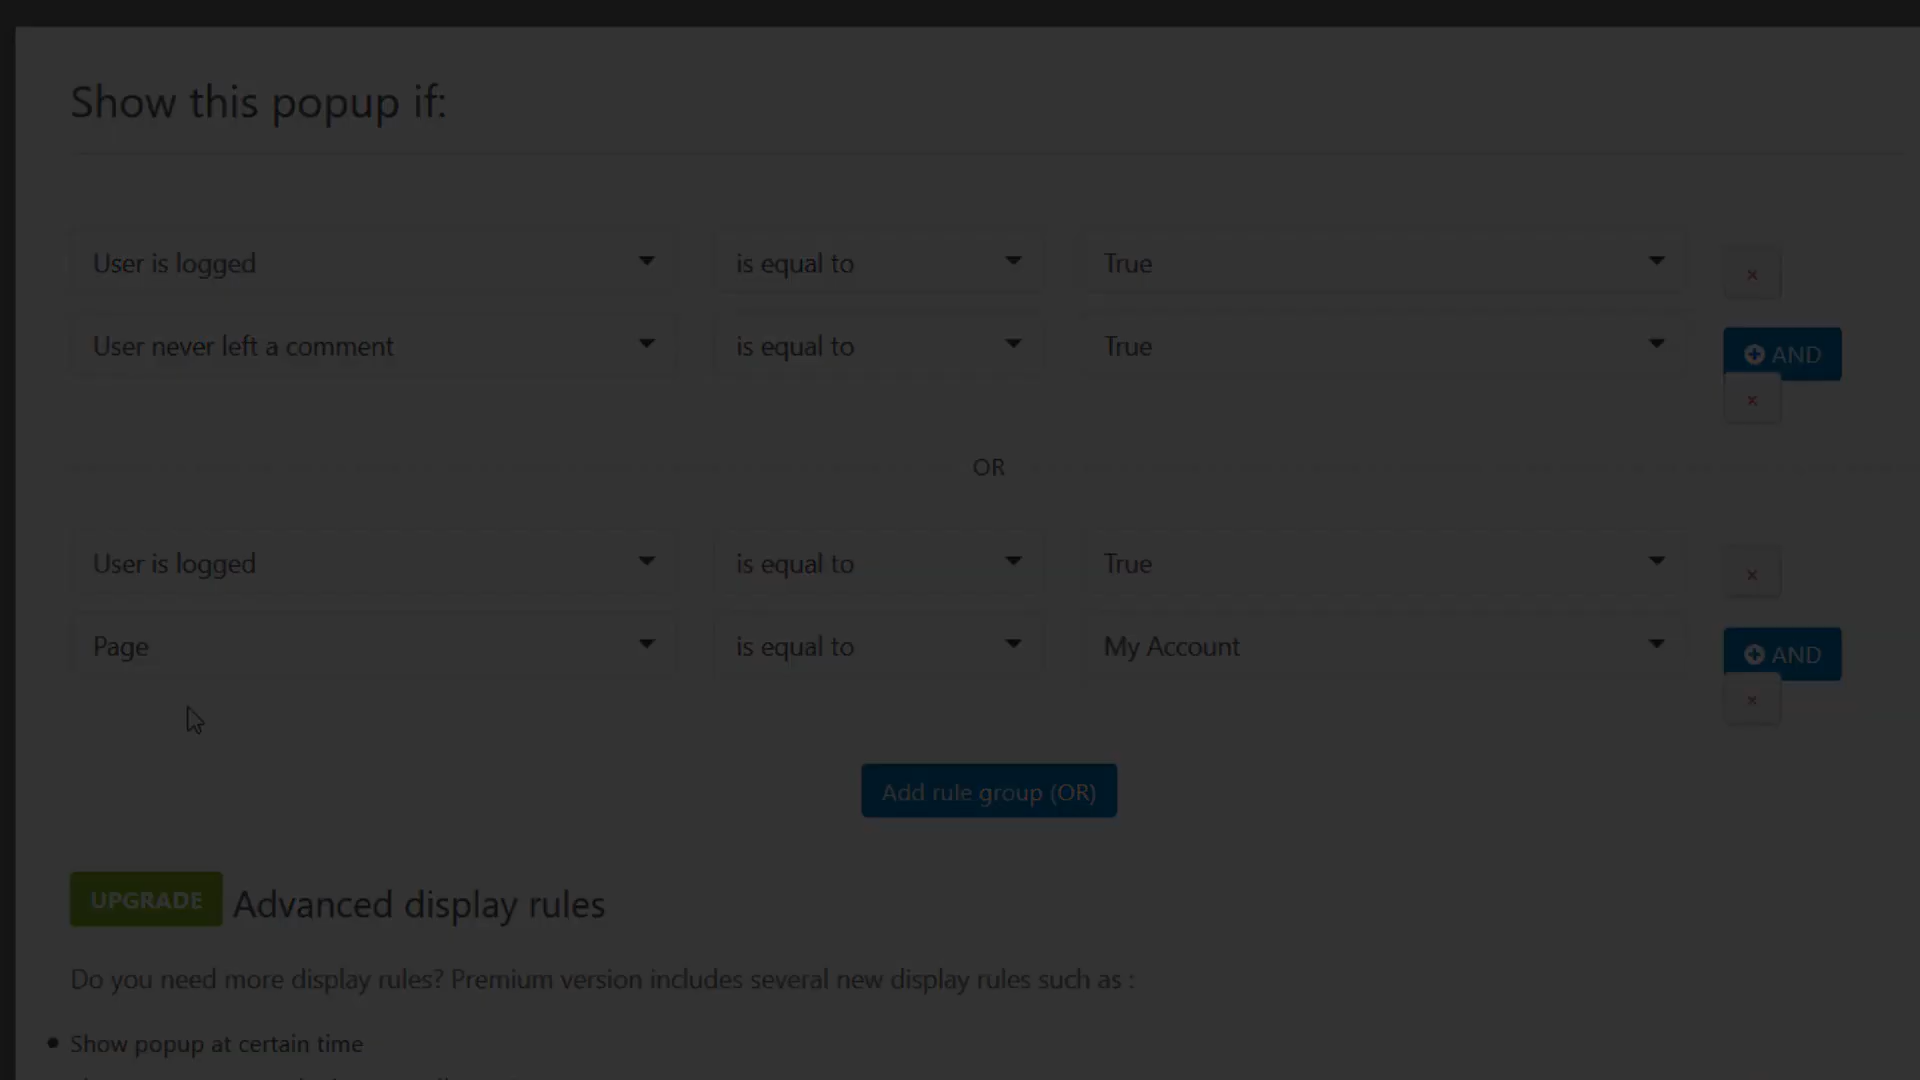 Show this popup if:
User is logged is equal to True ×
User never left a comment is equal to True AND
×
OR
User is logged is equal to True ×
Page is equal to My Account AND
×
Add rule group (OR)
UPGRADE Advanced display rules
Do you need more display rules? Premium version includes several new display rules such as :
Show popup at certain time